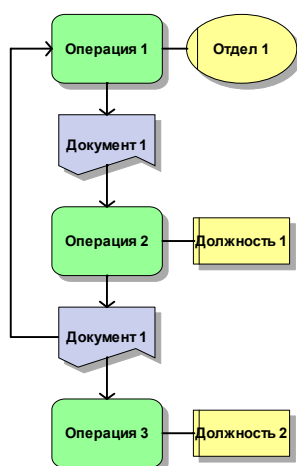 Операция 1
Отдел 1
Документ 1
Операция 2
Должность 1
Документ 1
Операция 3
Должность 2